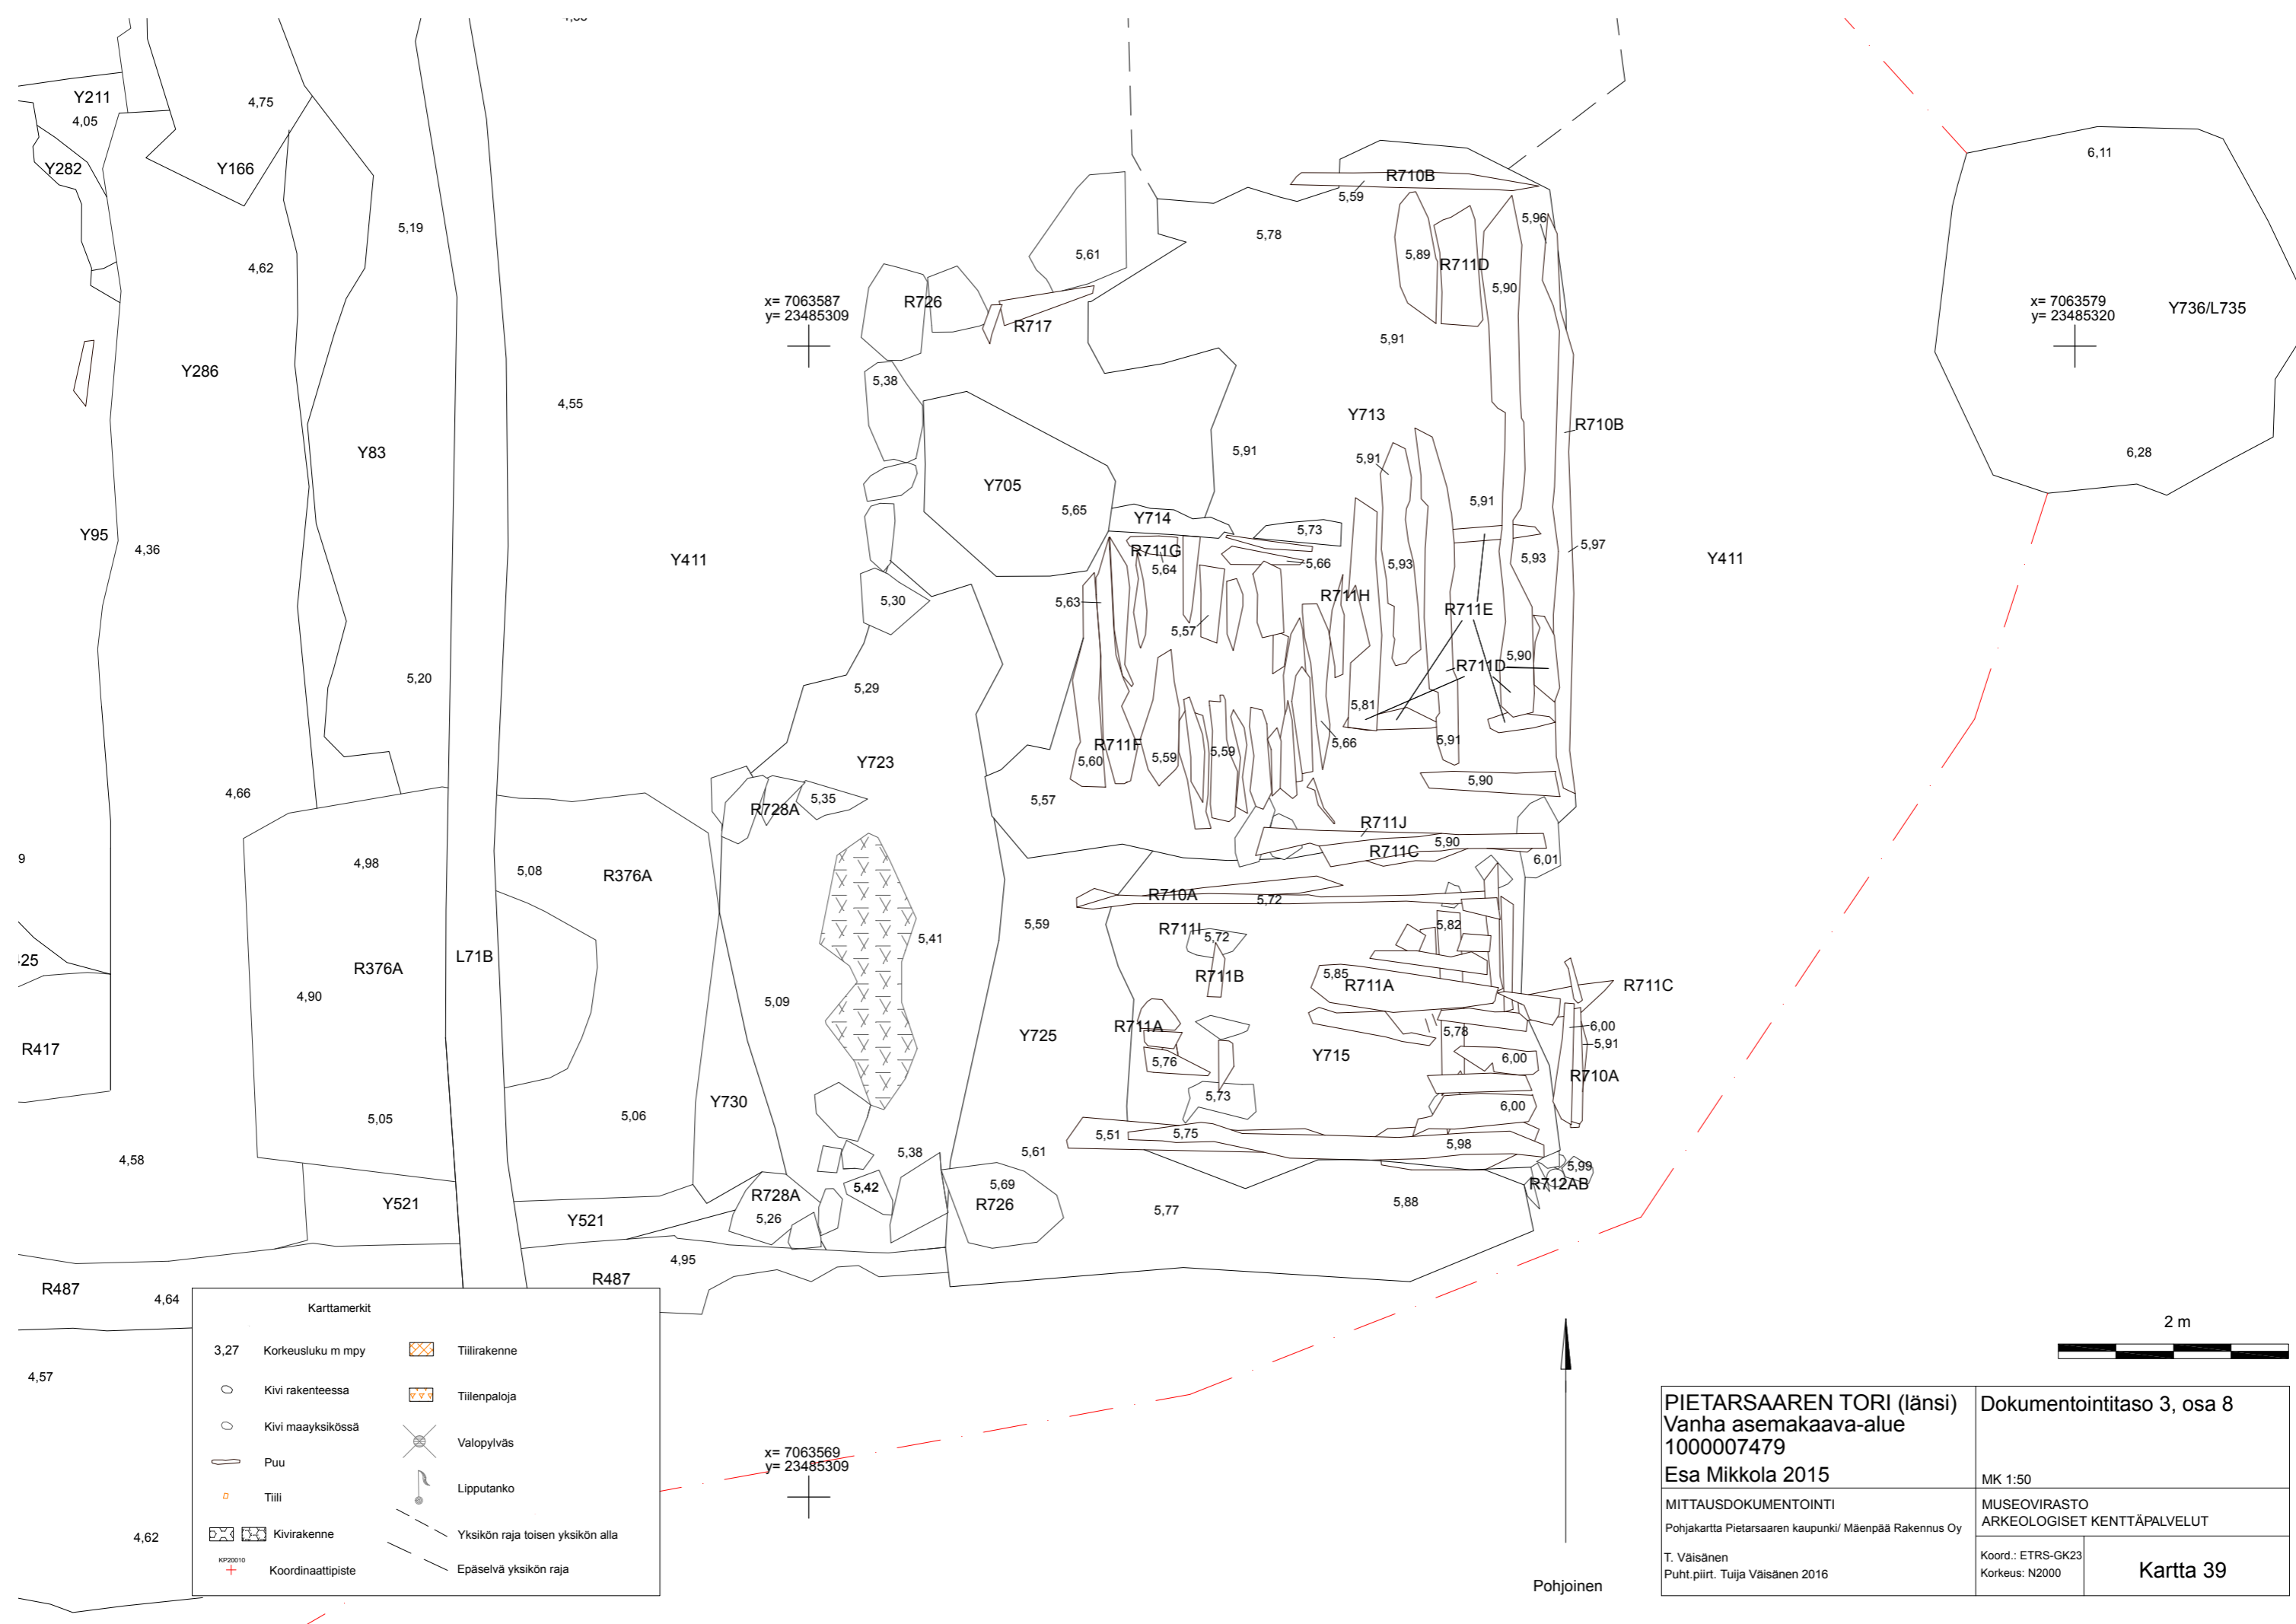 4,75
Y211
4,05
Y282
Y166
R710B
5,59
6,11
5,19
5,78
5,96
4,62
5,61
5,89
R711D
5,90
x= 7063587
y= 23485309
R726
R717
x= 7063579
y= 23485320
Y736/L735
5,91
Y286
5,38
4,55
Y713
R710B
Y83
5,91
5,91
6,28
Y705
5,91
5,65
Y714
5,73
Y95
4,36
Y411
R711G
5,64
5,66
5,93
5,93
5,97
Y411
5,63
5,30
R711H
R711E
5,57
5,90
R711D
5,20
5,29
5,81
R711F
5,59
5,59
5,66
5,91
Y723
5,60
5,90
4,66
5,35
R728A
5,57
R711J
5,90
R711C
6,01
9
4,98
5,08
R376A
R710A
5,72
5,59
R711I
5,72
5,82
5,41
:25
R376A
L71B
R711B
5,85
R711A
R711C
4,90
5,09
R711A
5,78
6,00
5,91
R417
Y725
5,76
Y715
6,00
R710A
5,73
Y730
5,05
5,06
6,00
5,51
5,75
5,98
4,58
5,38
5,61
5,99
R712AB
5,42
5,69
R726
R728A
5,26
Y521
Y521
5,77
5,88
4,95
R487
R487
4,64
4,57
4,62
Karttamerkit
3,27 Korkeusluku m mpy
Kivi rakenteessa
Kivi maayksikössä
Puu
Tiili
Kivirakenne
KP20010
Koordinaattipiste
Tiilirakenne
Tiilenpaloja
Valopylväs
Lipputanko
Yksikön raja toisen yksikön alla
Epäselvä yksikön raja
x= 7063569
y= 23485309
Pohjoinen
2 m
PIETARSAAREN TORI (länsi)
Vanha asemakaava-alue
1000007479
Esa Mikkola 2015
Dokumentointitaso 3, osa 8
MK 1:50
MITTAUSDOKUMENTOINTI
Pohjakartta Pietarsaaren kaupunki/ Mäenpää Rakennus Oy
T. Väisänen
Puht.piirt. Tuija Väisänen 2016
MUSEOVIRASTO
ARKEOLOGISET KENTTÄPALVELUT
Koord.: ETRS-GK23
Korkeus: N2000
Kartta 39